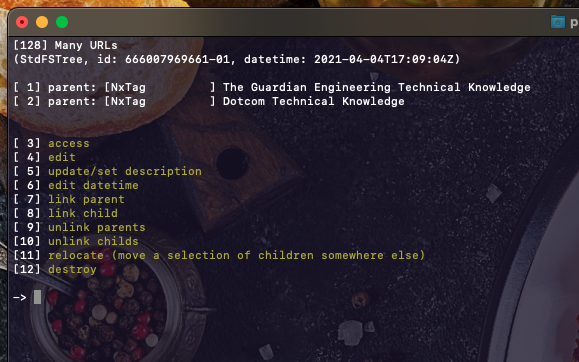 p
[128] Many URLs
(StdFSTree, id: 666007969661-01, datetime: 2021-04-04T17:09:04Z)
[ 1] parent: [NxTag         ] The Guardian Engineering Technical Knowledge
[ 2] parent: [NxTag         ] Dotcom Technical Knowledge
[ 3] access
[ 4] edit
[ 5] update/set description
[ 6] edit datetime
[ 7] link parent
[ 8] link child
[ 9] unlink parents
[10] unlink childs
[11] relocate (move a selection of children somewhere else)
[12] destroy
->